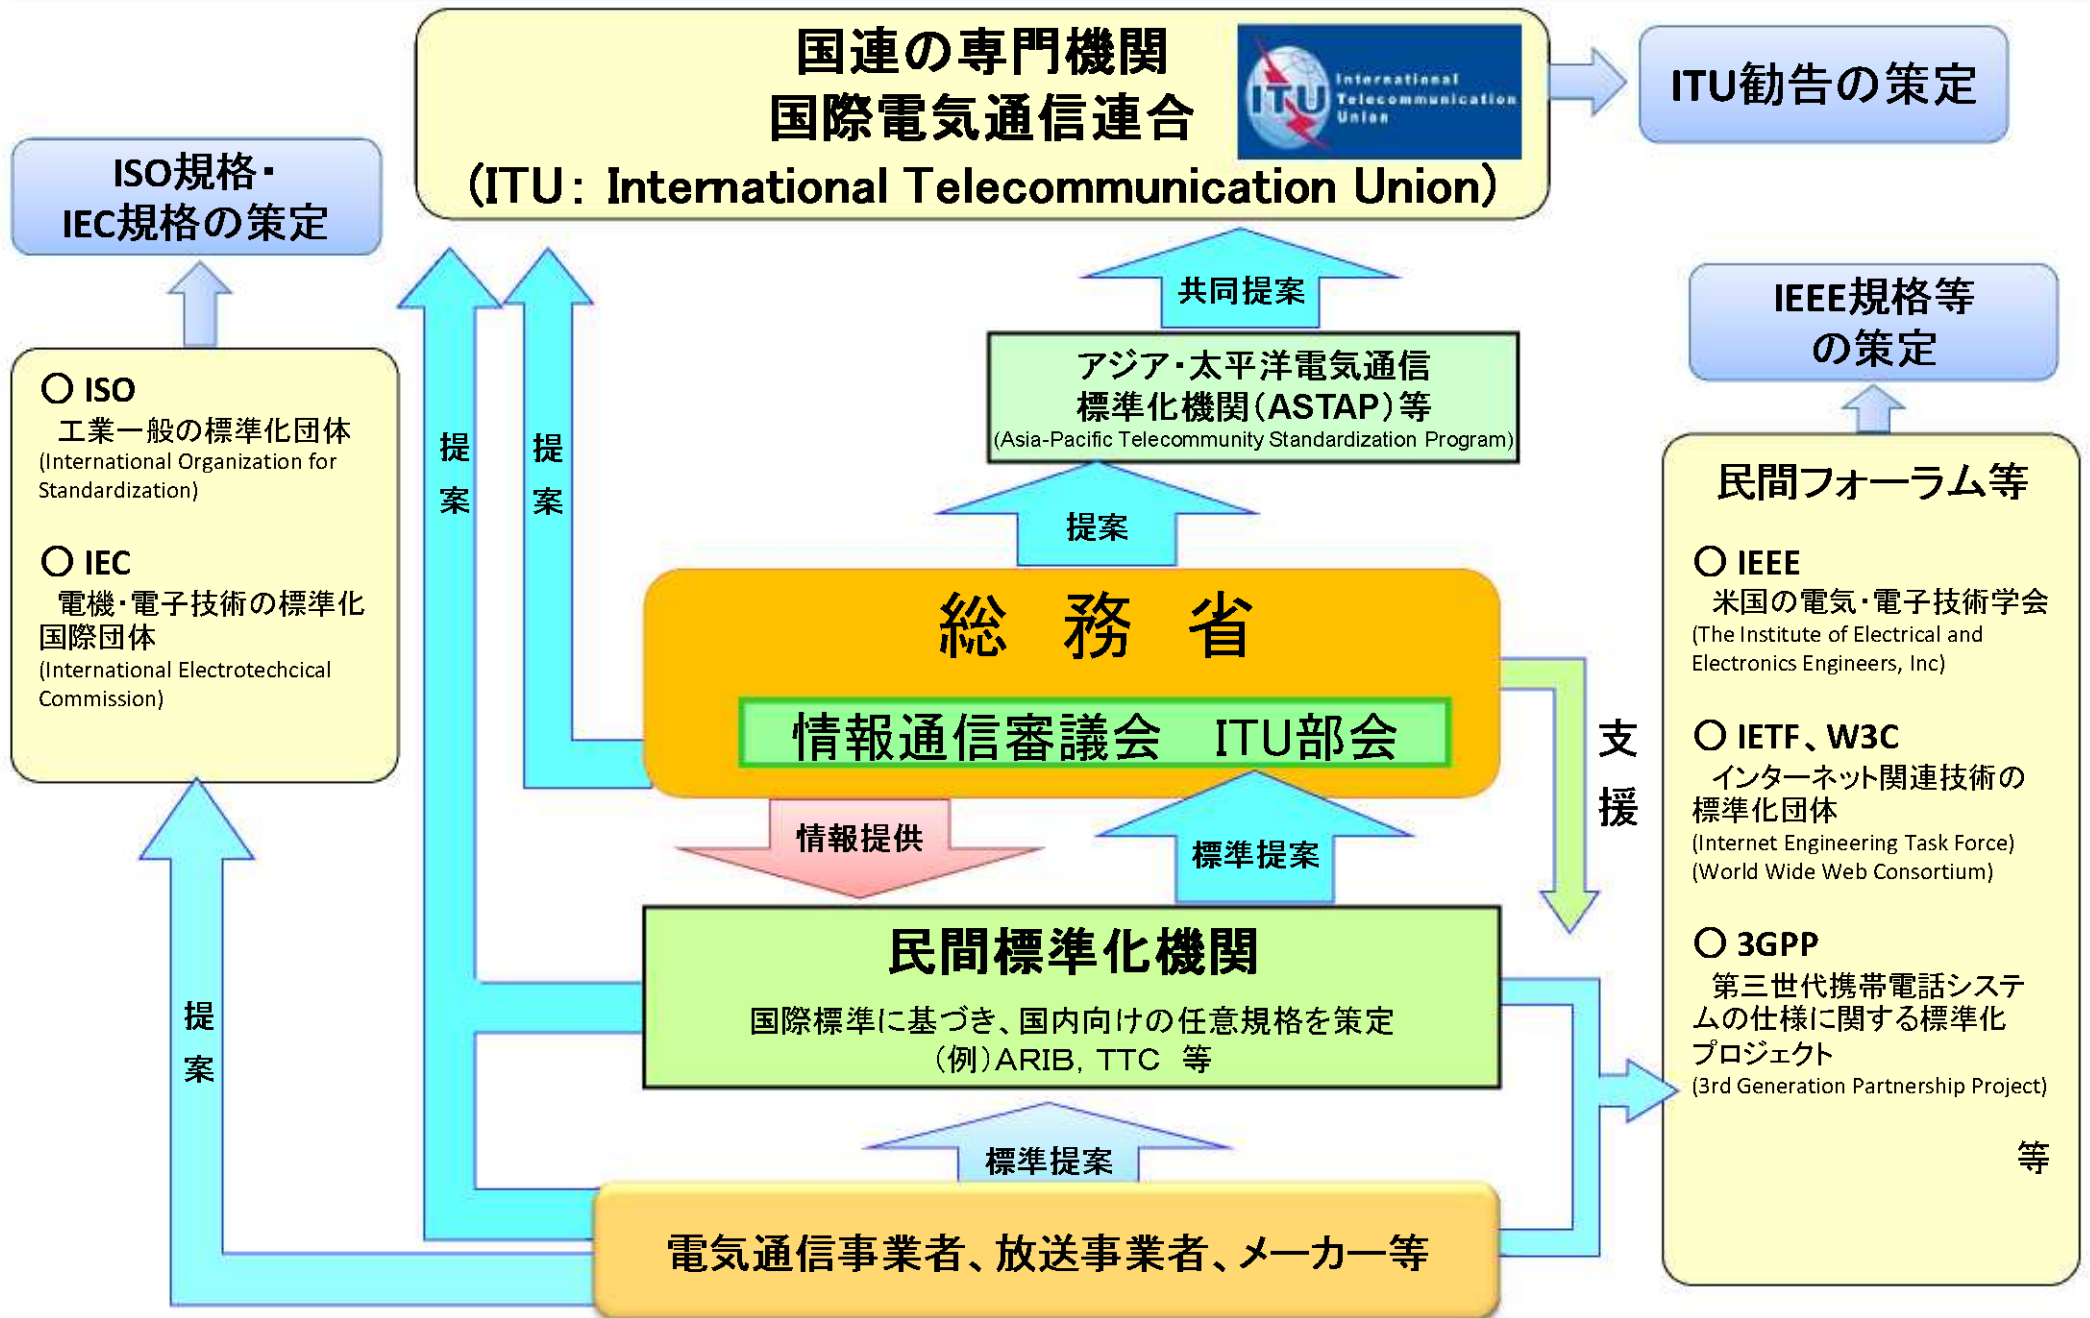 国連の専門機関
国際電気通信連合
(ITU: International Telecommunication Union)
ITU
International
Telecommunication
Union
ITU勧告の策定
ISO規格・
IEC規格の策定
共同提案
IEEE規格等
の策定
アジア・太平洋電気通信
標準化機関(ASTAP)等
(Asia-Pacific Telecommunity Standardization Program)
○ ISO
工業一般の標準化団体
(International Organization for
Standardization)
○ IEC
電機・電子技術の標準化
国際団体
(International Electrotechcical
Commission)
提案
提案
提案
総務省
情報通信審議会 ITU部会
支援
情報提供
標準提案
民間標準化機関
国際標準に基づき、国内向けの任意規格を策定
(例)ARIB, TTC 等
提案
標準提案
電気通信事業者、放送事業者、メーカー等
民間フォーラム等
○ IEEE
米国の電気・電子技術学会
(The Institute of Electrical and
Electronics Engineers, Inc)
○ IETF、W3C
インターネット関連技術の
標準化団体
(Internet Engineering Task Force)
(World Wide Web Consortium)
○ 3GPP
第三世代携帯電話システ
ムの仕様に関する標準化
プロジェクト
(3rd Generation Partnership Project)
等